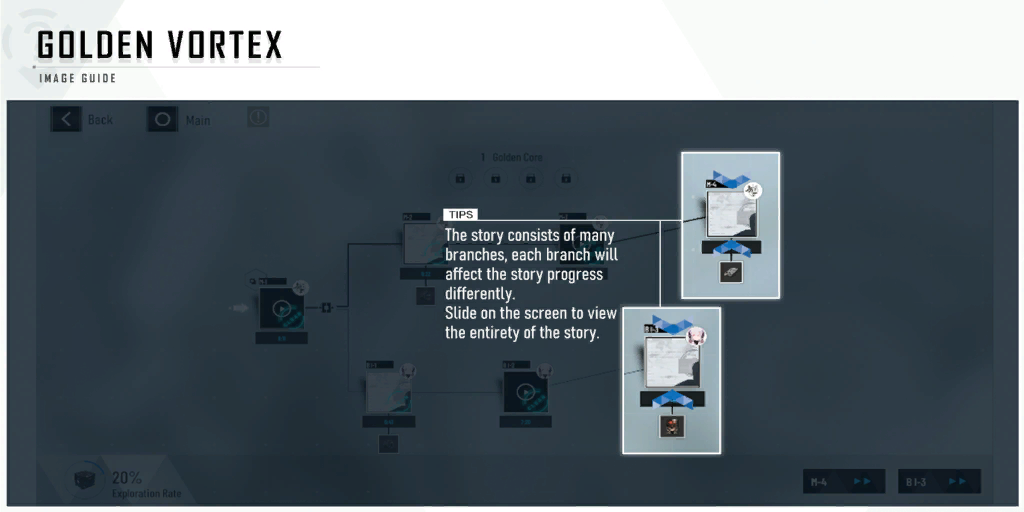 GOLDEN VORTEX
IMAGE GUIDE
Back
Main
1 Golden Core
M-4
TIPS
The story consists of many
branches, each branch will
affect the story progress
differently.
Slide on the screen to view
the entirety of the story.
20%
Exploration Rate
M-4
B1-3